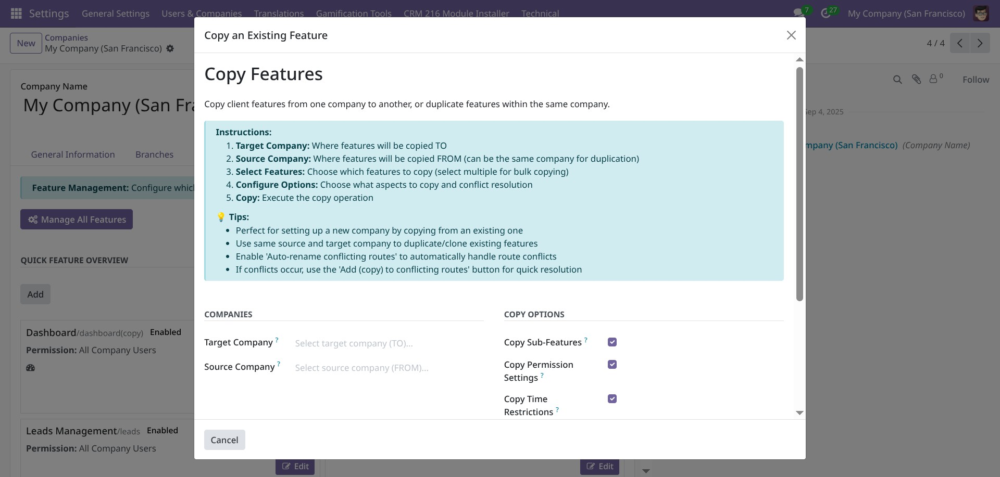 Settings General Settings Users & Companies Translations Gamification Tools CRM 216 Module Installer Technical 7 27 My Company (San Francisco)
New Companies
My Company (San Francisco)
4 / 4
Company Name
My Company (San Fra
General Information Branches
Feature Management: Configure which
Manage All Features
QUICK FEATURE OVERVIEW
Add
Dashboard/dashboard(copy) Enabled
Permission: All Company Users
Leads Management/leads Enabled
Permission: All Company Users
Edit
Edit
Copy an Existing Feature
Copy Features
Copy client features from one company to another, or duplicate features within the same company.
Instructions:
1. Target Company: Where features will be copied TO
2. Source Company: Where features will be copied FROM (can be the same company for duplication)
3. Select Features: Choose which features to copy (select multiple for bulk copying)
4. Configure Options: Choose what aspects to copy and conflict resolution
5. Copy: Execute the copy operation
💡 Tips:
• Perfect for setting up a new company by copying from an existing one
• Use same source and target company to duplicate/clone existing features
• Enable 'Auto-rename conflicting routes' to automatically handle route conflicts
• If conflicts occur, use the 'Add (copy) to conflicting routes' button for quick resolution
COMPANIES
Target Company ? Select target company (TO)...
Source Company ? Select source company (FROM)...
COPY OPTIONS
Copy Sub-Features ?
Copy Permission
Settings ?
Copy Time
Restrictions ?
Cancel
0 Follow
Sep 4, 2025
mpany (San Francisco) (Company Name)